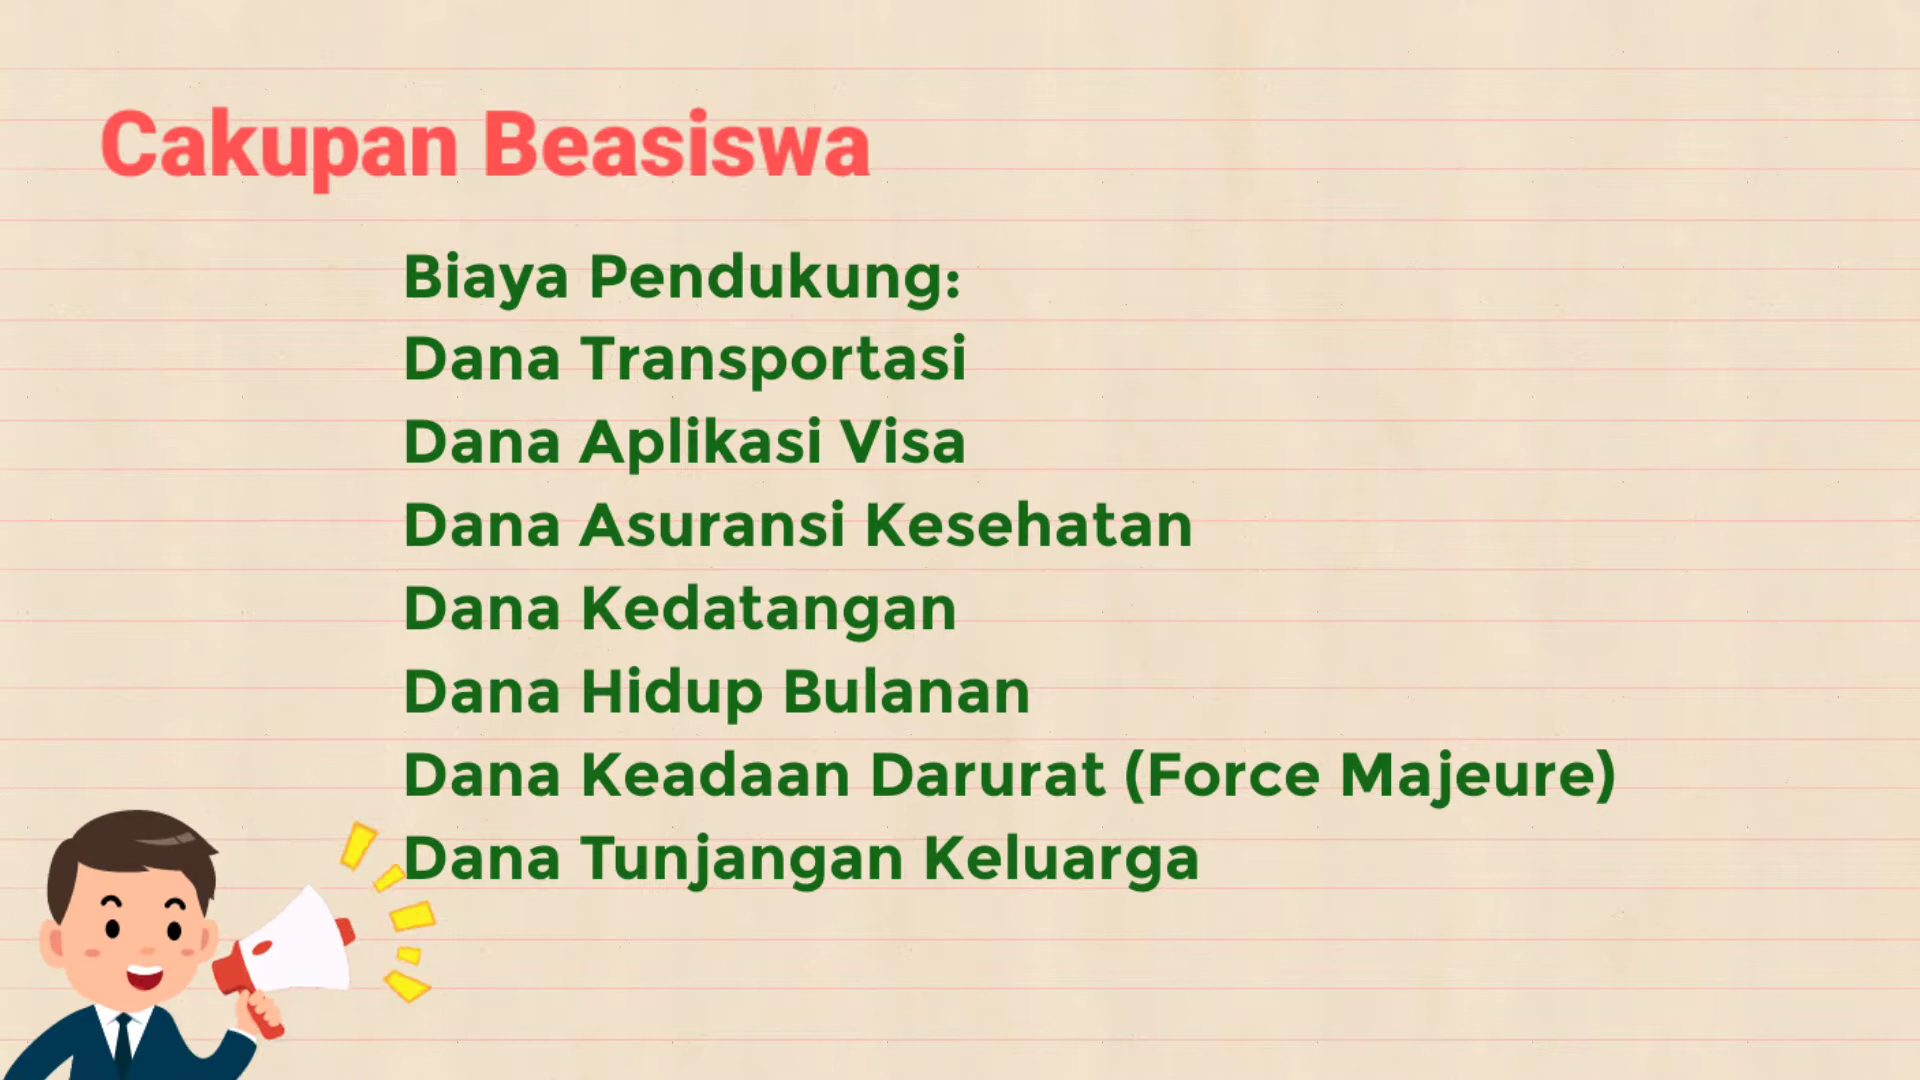 Cakupan Beasiswa
Biaya Pendukung:
Dana Transportasi
Dana Aplikasi Visa
Dana Asuransi Kesehatan
Dana Kedatangan
Dana Hidup Bulanan
Dana Keadaan Darurat (Force Majeure)
Dana Tunjangan Keluarga